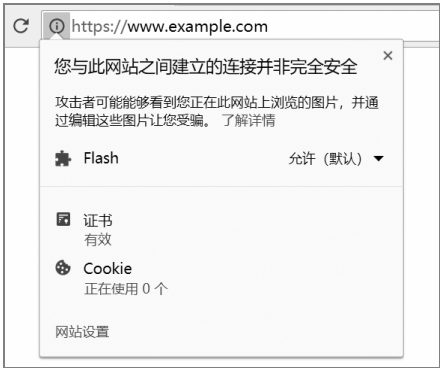 https://www.example.com
您与此网站之间建立的连接并非完全安全
攻击者可能能够看到您正在此网站上浏览的图片，并通
过编辑这些图片让您受骗。 了解详情
Flash 允许（默认）
证书
有效
Cookie
正在使用 0 个
网站设置